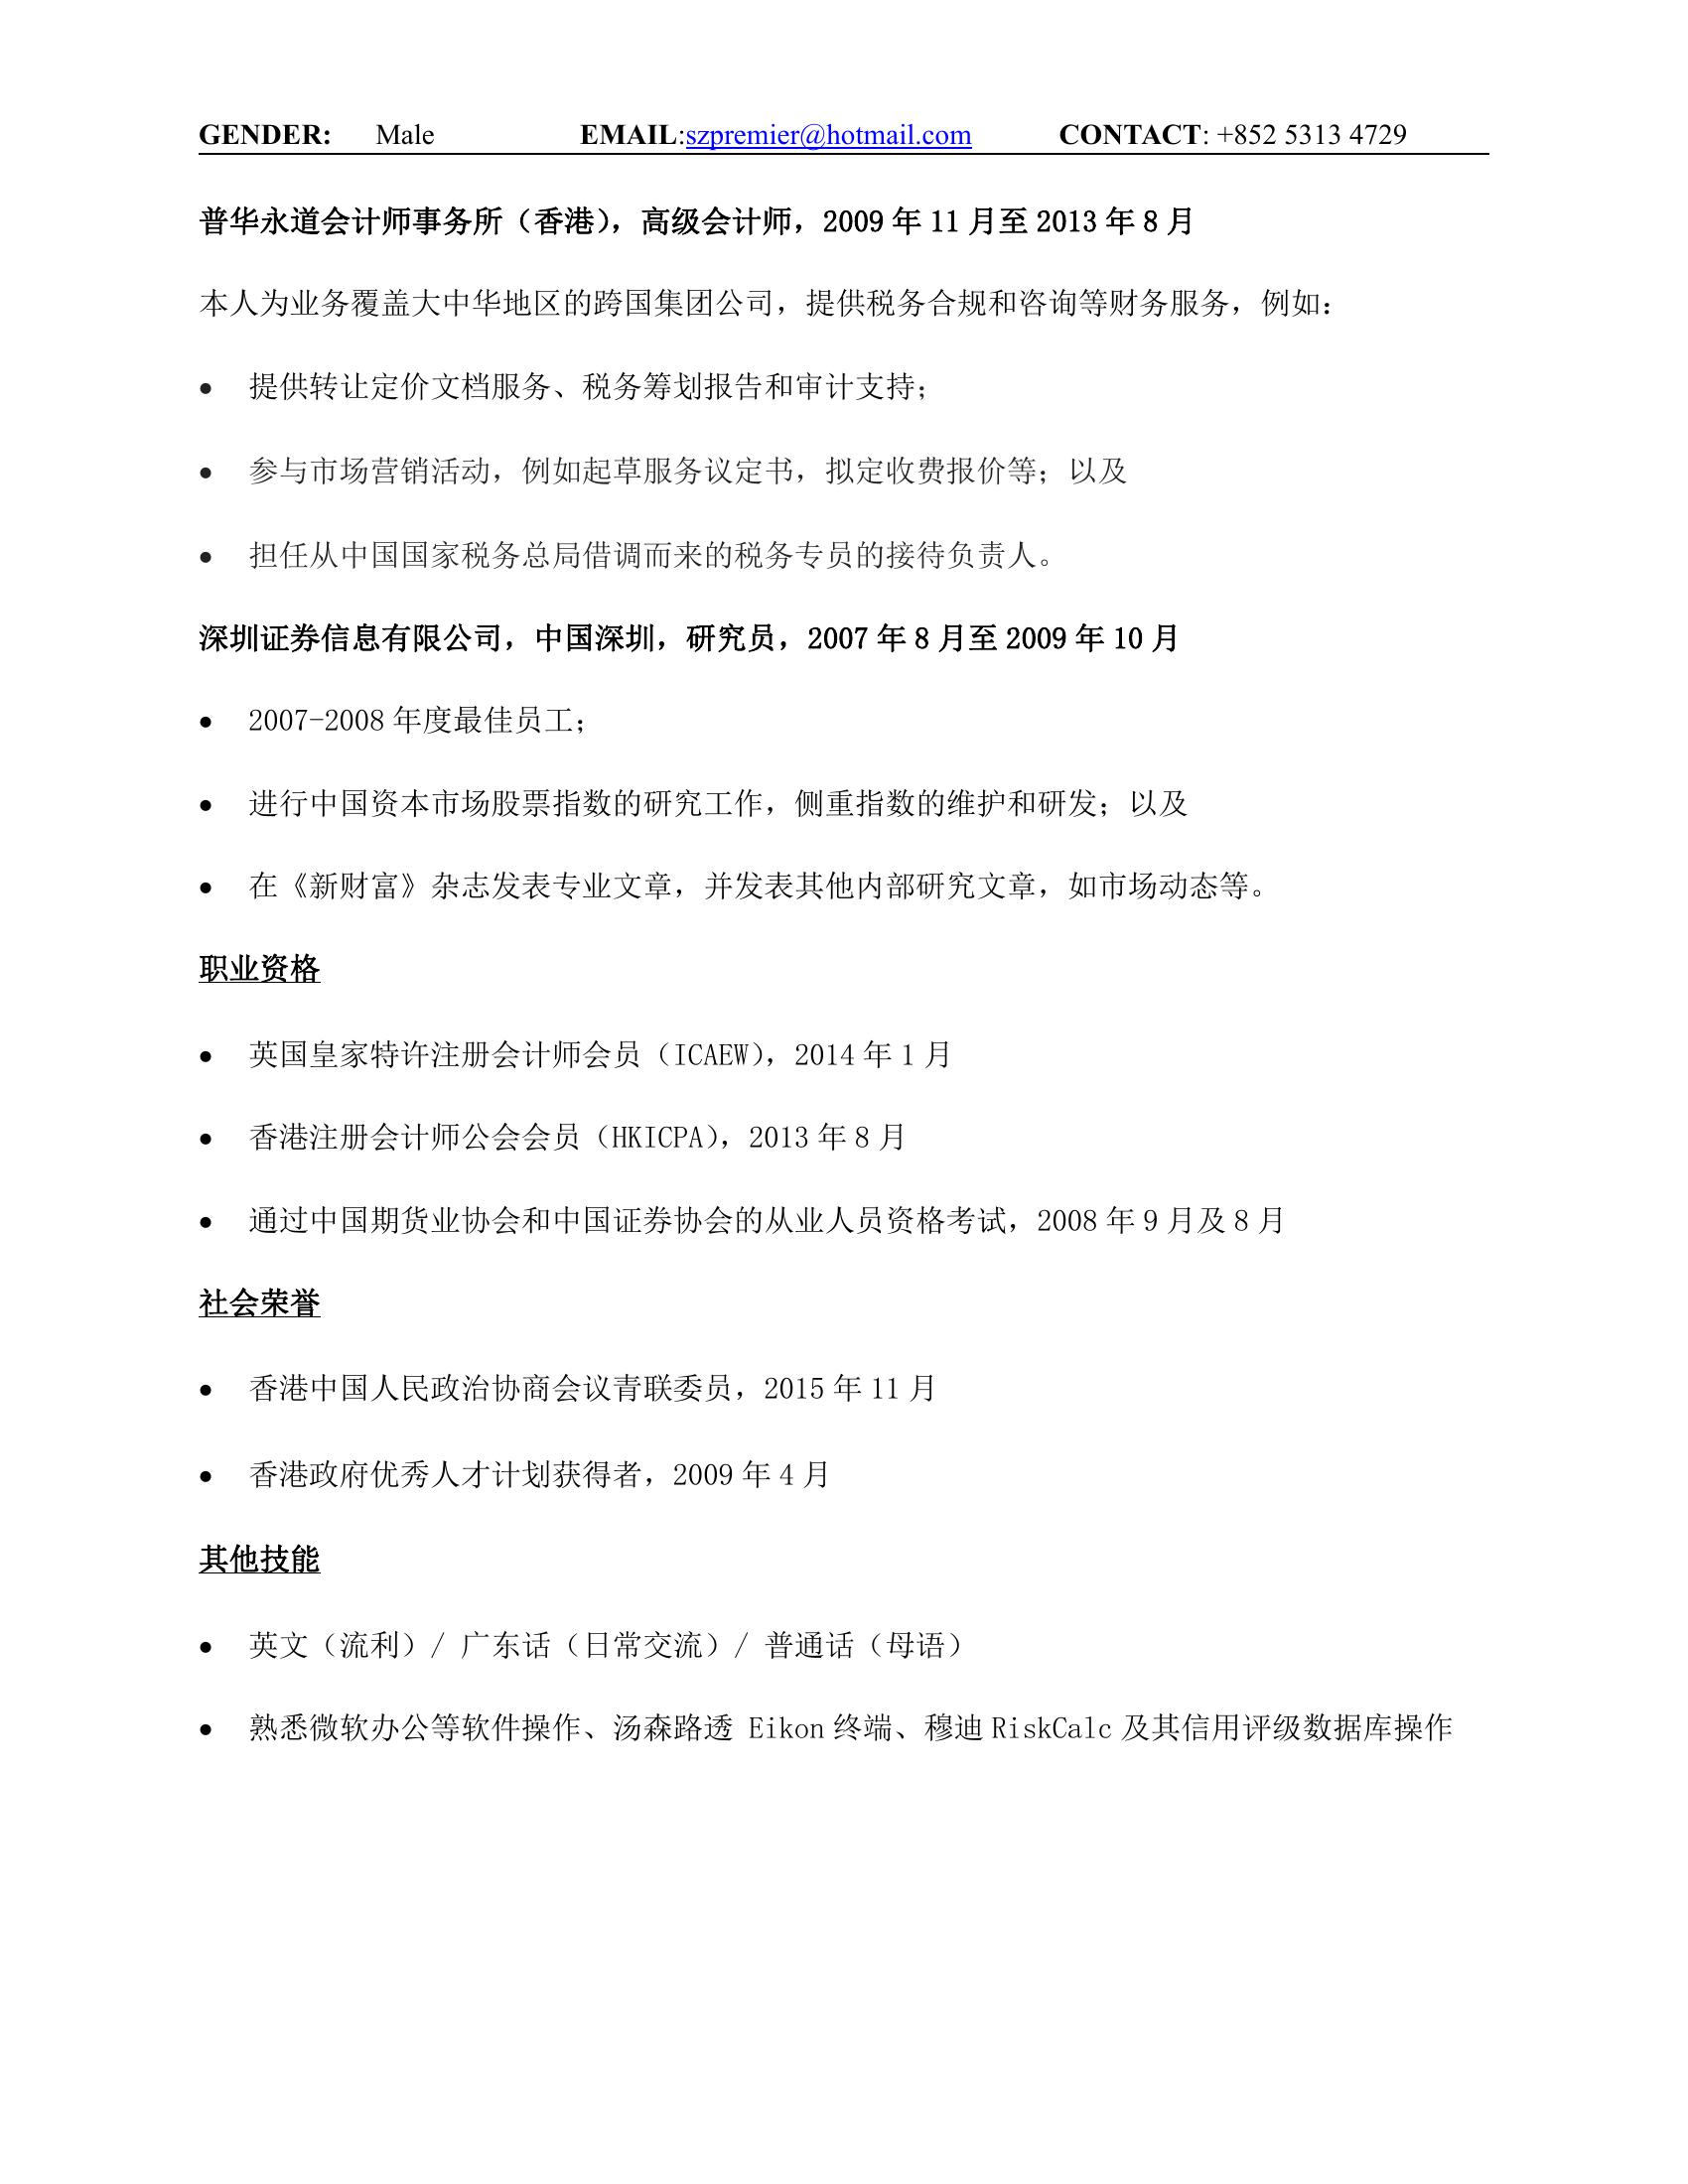 GENDER: Male EMAIL:szpremier@hotmail.com CONTACT: +852 5313 4729
普华永道会计师事务所（香港），高级会计师，2009 年 11 月至 2013 年 8 月
本人为业务覆盖大中华地区的跨国集团公司，提供税务合规和咨询等财务服务，例如：
• 提供转让定价文档服务、税务筹划报告和审计支持；
• 参与市场营销活动，例如起草服务议定书，拟定收费报价等；以及
• 担任从中国国家税务总局借调而来的税务专员的接待负责人。
深圳证券信息有限公司，中国深圳，研究员，2007 年 8 月至 2009 年 10 月
• 2007-2008 年度最佳员工；
• 进行中国资本市场股票指数的研究工作，侧重指数的维护和研发；以及
• 在《新财富》杂志发表专业文章，并发表其他内部研究文章，如市场动态等。
职业资格
• 英国皇家特许注册会计师会员（ICAEW），2014 年 1 月
• 香港注册会计师公会会员（HKICPA），2013 年 8 月
• 通过中国期货业协会和中国证券协会的从业人员资格考试，2008 年 9 月及 8 月
社会荣誉
• 香港中国人民政治协商会议青联委员，2015 年 11 月
• 香港政府优秀人才计划获得者，2009 年 4 月
其他技能
• 英文（流利）/ 广东话（日常交流）/ 普通话（母语）
• 熟悉微软办公等软件操作、汤森路透 Eikon 终端、穆迪 RiskCalc 及其信用评级数据库操作